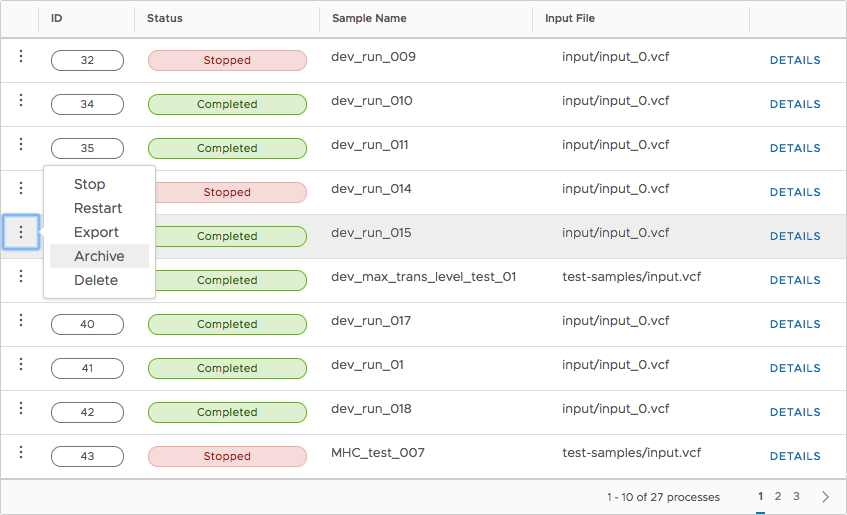 ID Status Sample Name Input File
32 Stopped dev_run_009 input/input_0.vcf DETAILS
34 Completed dev_run_010 input/input_0.vcf DETAILS
35 Completed dev_run_011 input/input_0.vcf DETAILS
Stop
Stopped dev_run_014 input/input_0.vcf DETAILS
Restart
Export
Completed dev_run_015 input/input_0.vcf DETAILS
Archive
Delete
Completed dev_max_trans_level_test_01 test-samples/input.vcf DETAILS
40 Completed dev_run_017 input/input_0.vcf DETAILS
41 Completed dev_run_01 input/input_0.vcf DETAILS
42 Completed dev_run_018 input/input_0.vcf DETAILS
43 Stopped MHC_test_007 test-samples/input.vcf DETAILS
1 - 10 of 27 processes 1 2 3